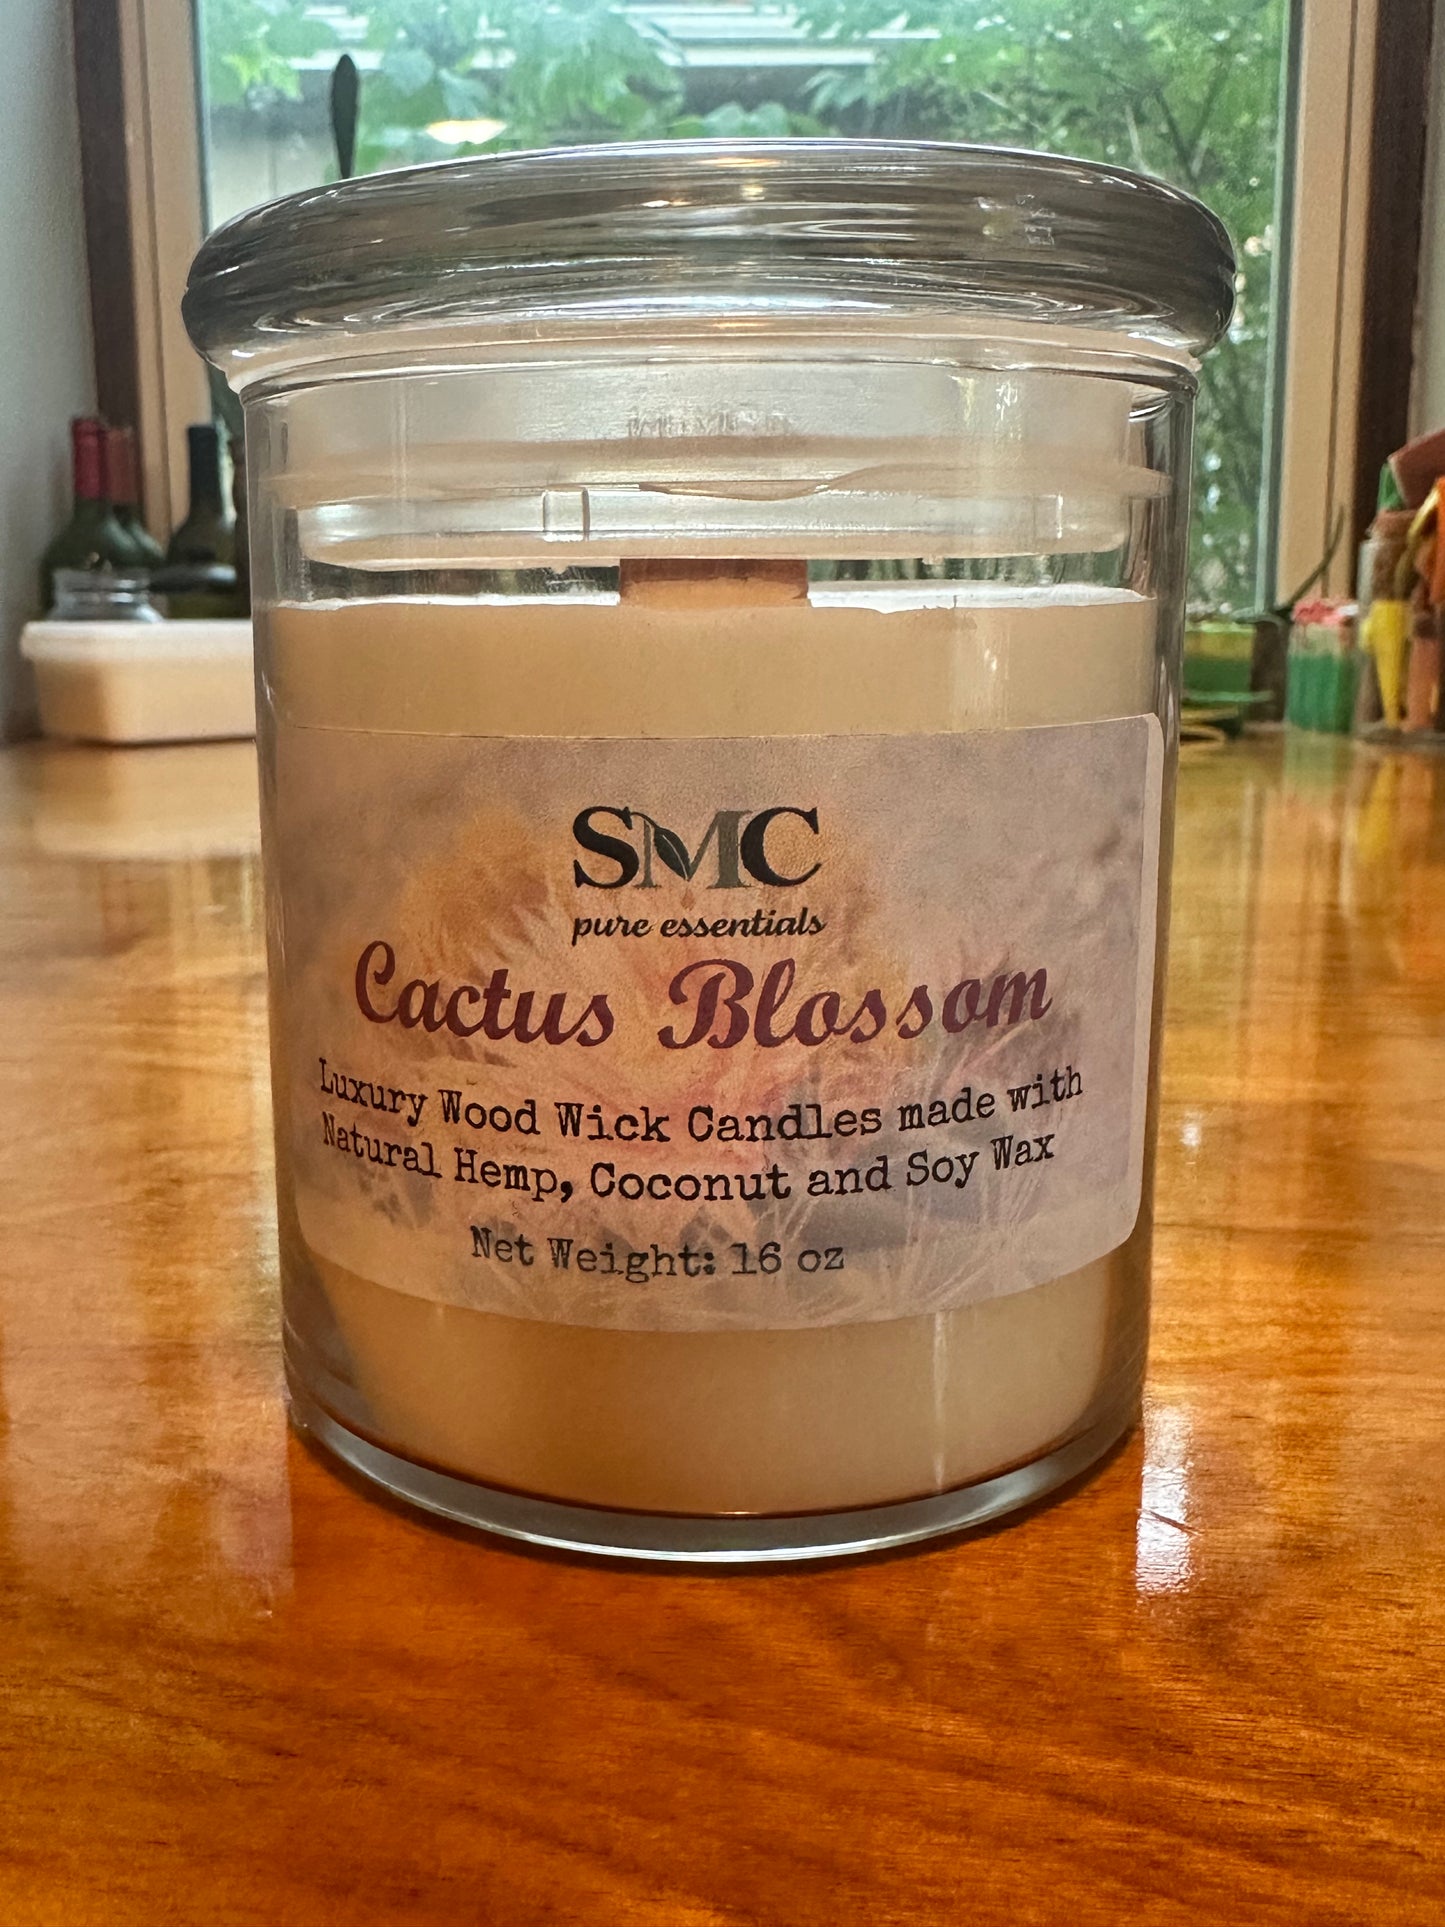 SMC
pure essentials
Cactus Blossom
Luxury Wood Wick Candles made with
Natural Hemp, Coconut and Soy Wax
Net Weight: 16 oz